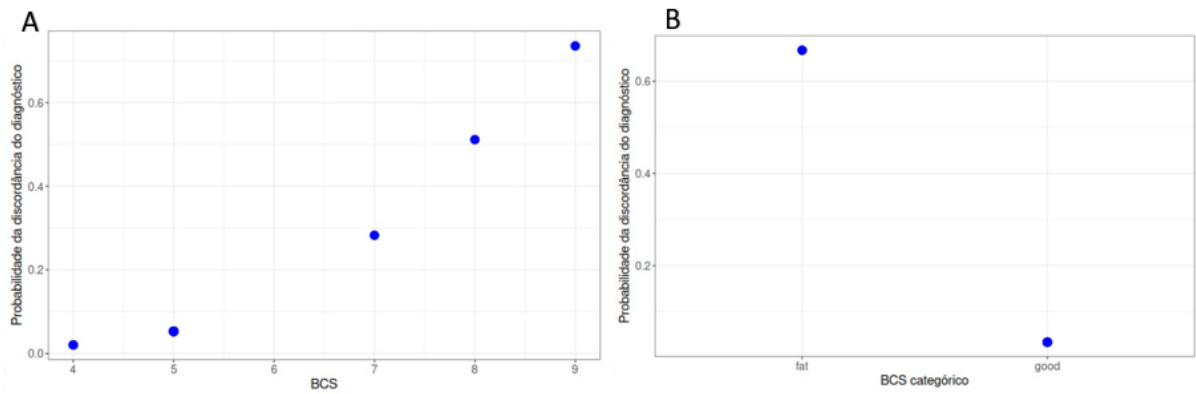 A
Probabilidade da discordância do diagnóstico
0.6
0.4
0.2
0.0
4 5 6 7 8 9
BCS
B
Probabilidade da discordância do diagnóstico
0.6
0.4
0.2
fat good
BCS categórico